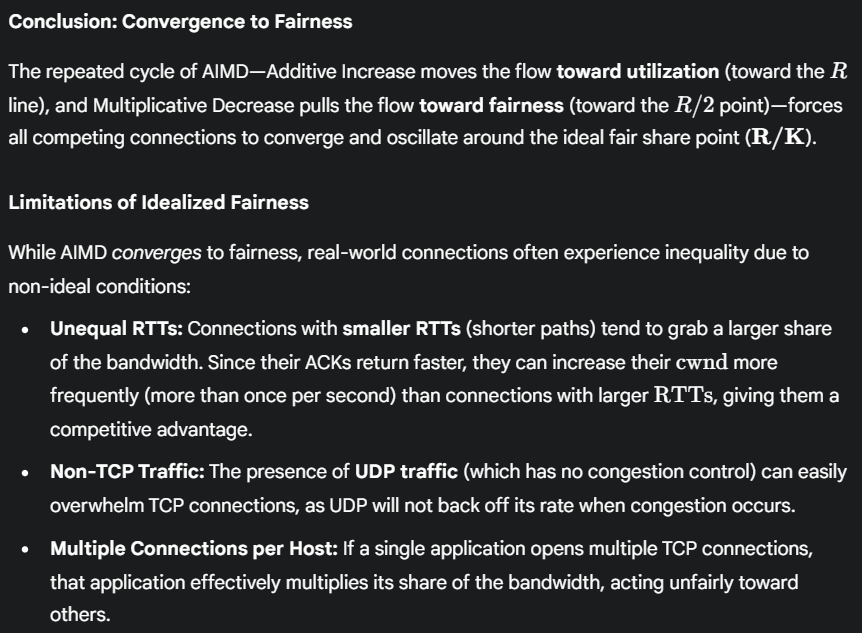 Conclusion: Convergence to Fairness
The repeated cycle of AIMD—Additive Increase moves the flow toward utilization (toward the R
line), and Multiplicative Decrease pulls the flow toward fairness (toward the R/2 point)—forces
all competing connections to converge and oscillate around the ideal fair share point (R/K).
Limitations of Idealized Fairness
While AIMD converges to fairness, real-world connections often experience inequality due to
non-ideal conditions:
• Unequal RTTs: Connections with smaller RTTs (shorter paths) tend to grab a larger share
of the bandwidth. Since their ACKs return faster, they can increase their cwnd more
frequently (more than once per second) than connections with larger RTTs, giving them a
competitive advantage.
• Non-TCP Traffic: The presence of UDP traffic (which has no congestion control) can easily
overwhelm TCP connections, as UDP will not back off its rate when congestion occurs.
• Multiple Connections per Host: If a single application opens multiple TCP connections,
that application effectively multiplies its share of the bandwidth, acting unfairly toward
others.